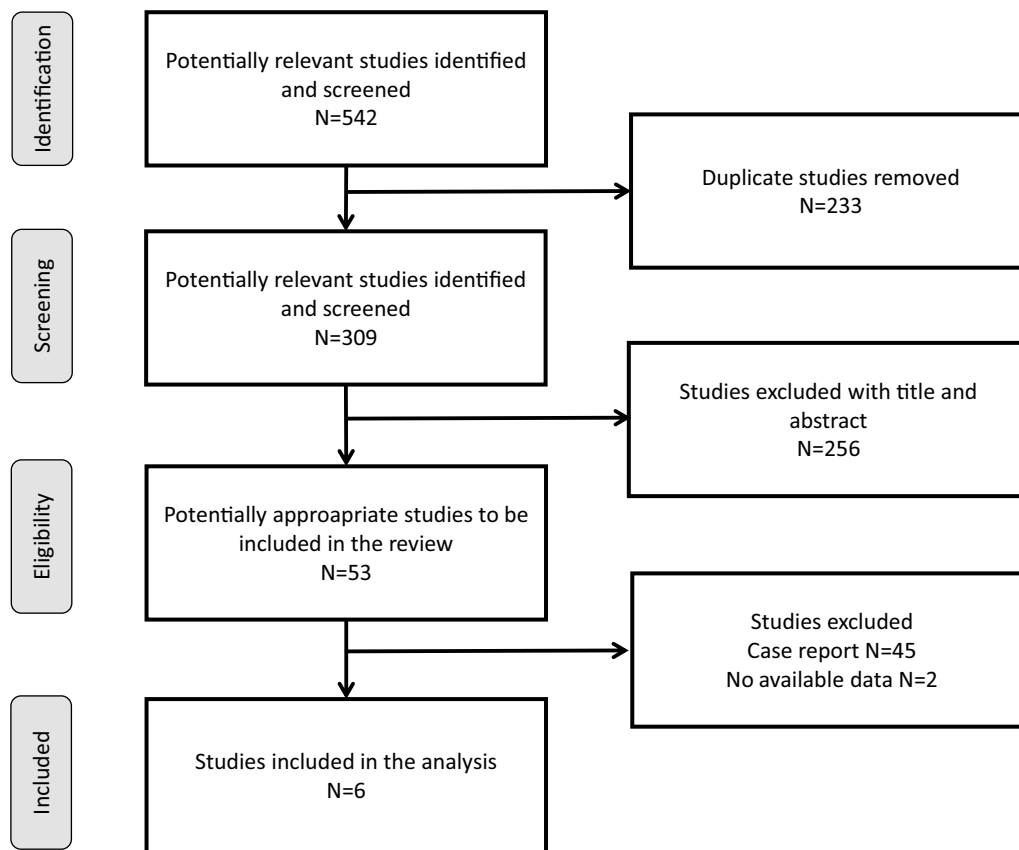 Identification
Potentially relevant studies identified
and screened
N=542
Duplicate studies removed
N=233
Screening
Potentially relevant studies identified
and screened
N=309
Studies excluded with title and
abstract
N=256
Eligibility
Potentially approapriate studies to be
included in the review
N=53
Studies excluded
Case report N=45
No available data N=2
Included
Studies included in the analysis
N=6